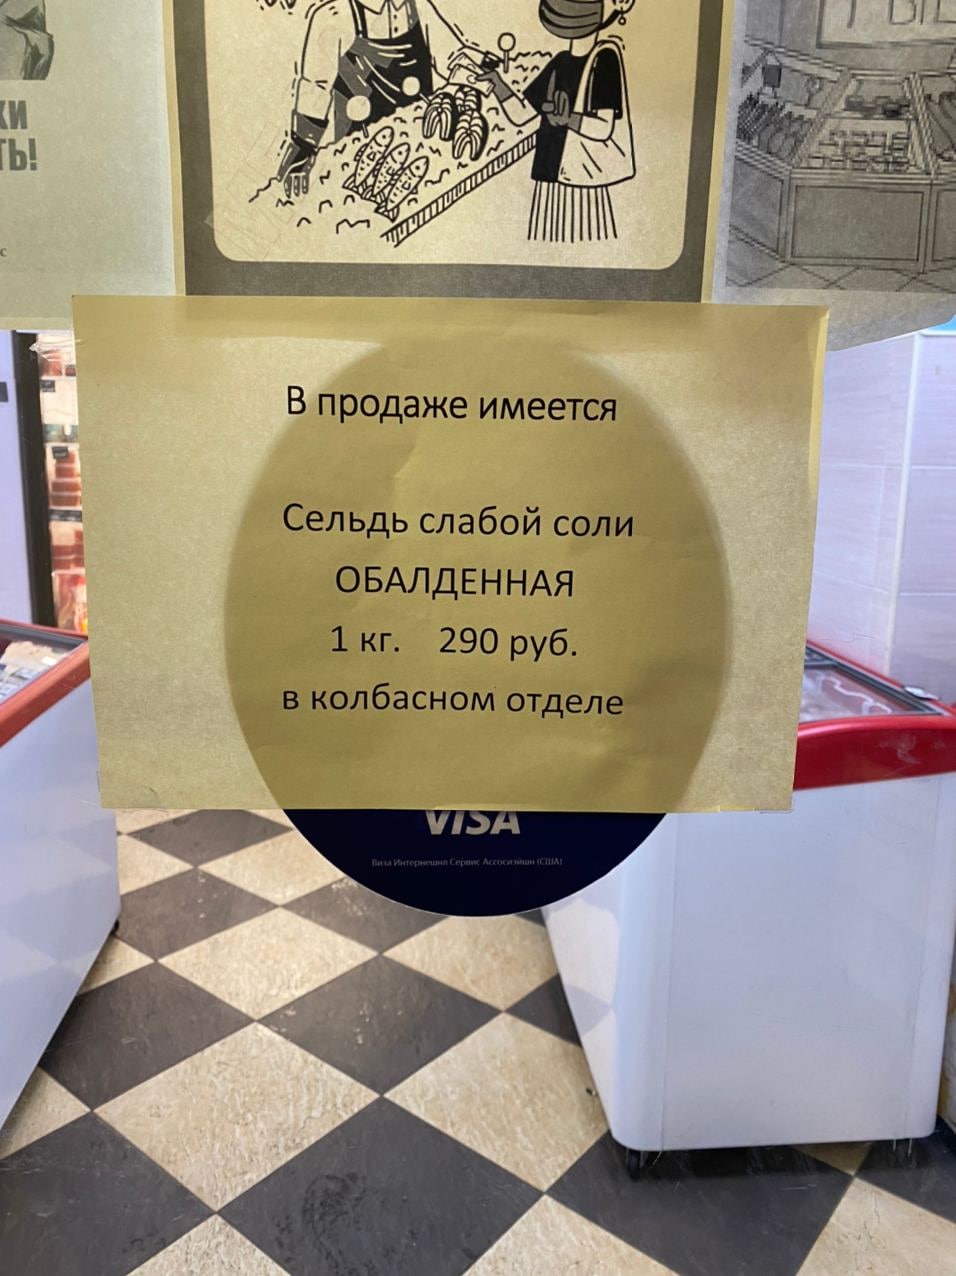 В продаже имеется
Сельдь слабой соли
ОБАЛДЕННАЯ
1 кг. 290 руб.
в колбасном отделе
VISA
Виза Интернешнл Сервис Ассосиэйшн (США)